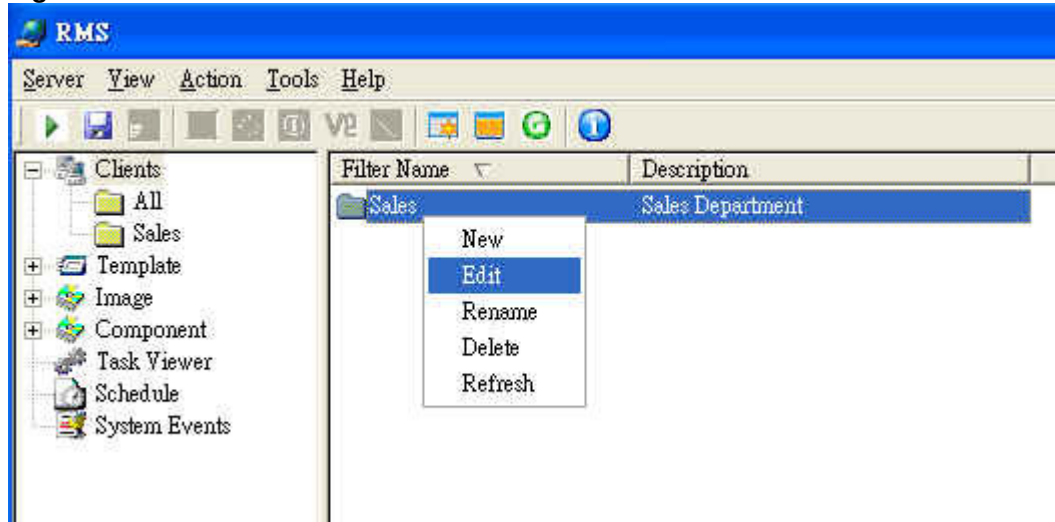 RMS
Server View Action Tools Help
V2
Clients
All
Sales
Template
Image
Component
Task Viewer
Schedule
System Events
Filter Name Description
Sales Sales Department
New
Edit
Rename
Delete
Refresh